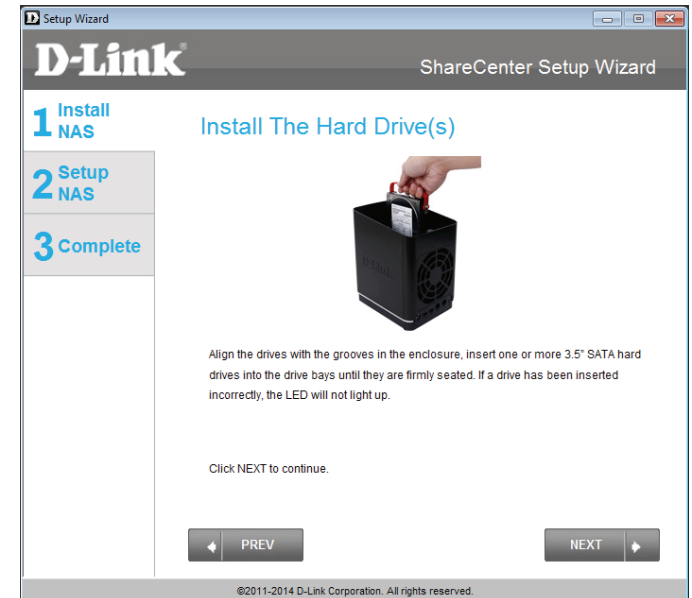 Setup Wizard
D-Link
ShareCenter Setup Wizard
1 Install
NAS
2 Setup
NAS
3 Complete
Install The Hard Drive(s)
D-Link
Align the drives with the grooves in the enclosure, insert one or more 3.5" SATA hard
drives into the drive bays until they are firmly seated. If a drive has been inserted
incorrectly, the LED will not light up.
Click NEXT to continue.
PREV
NEXT
©2011-2014 D-Link Corporation. All rights reserved.